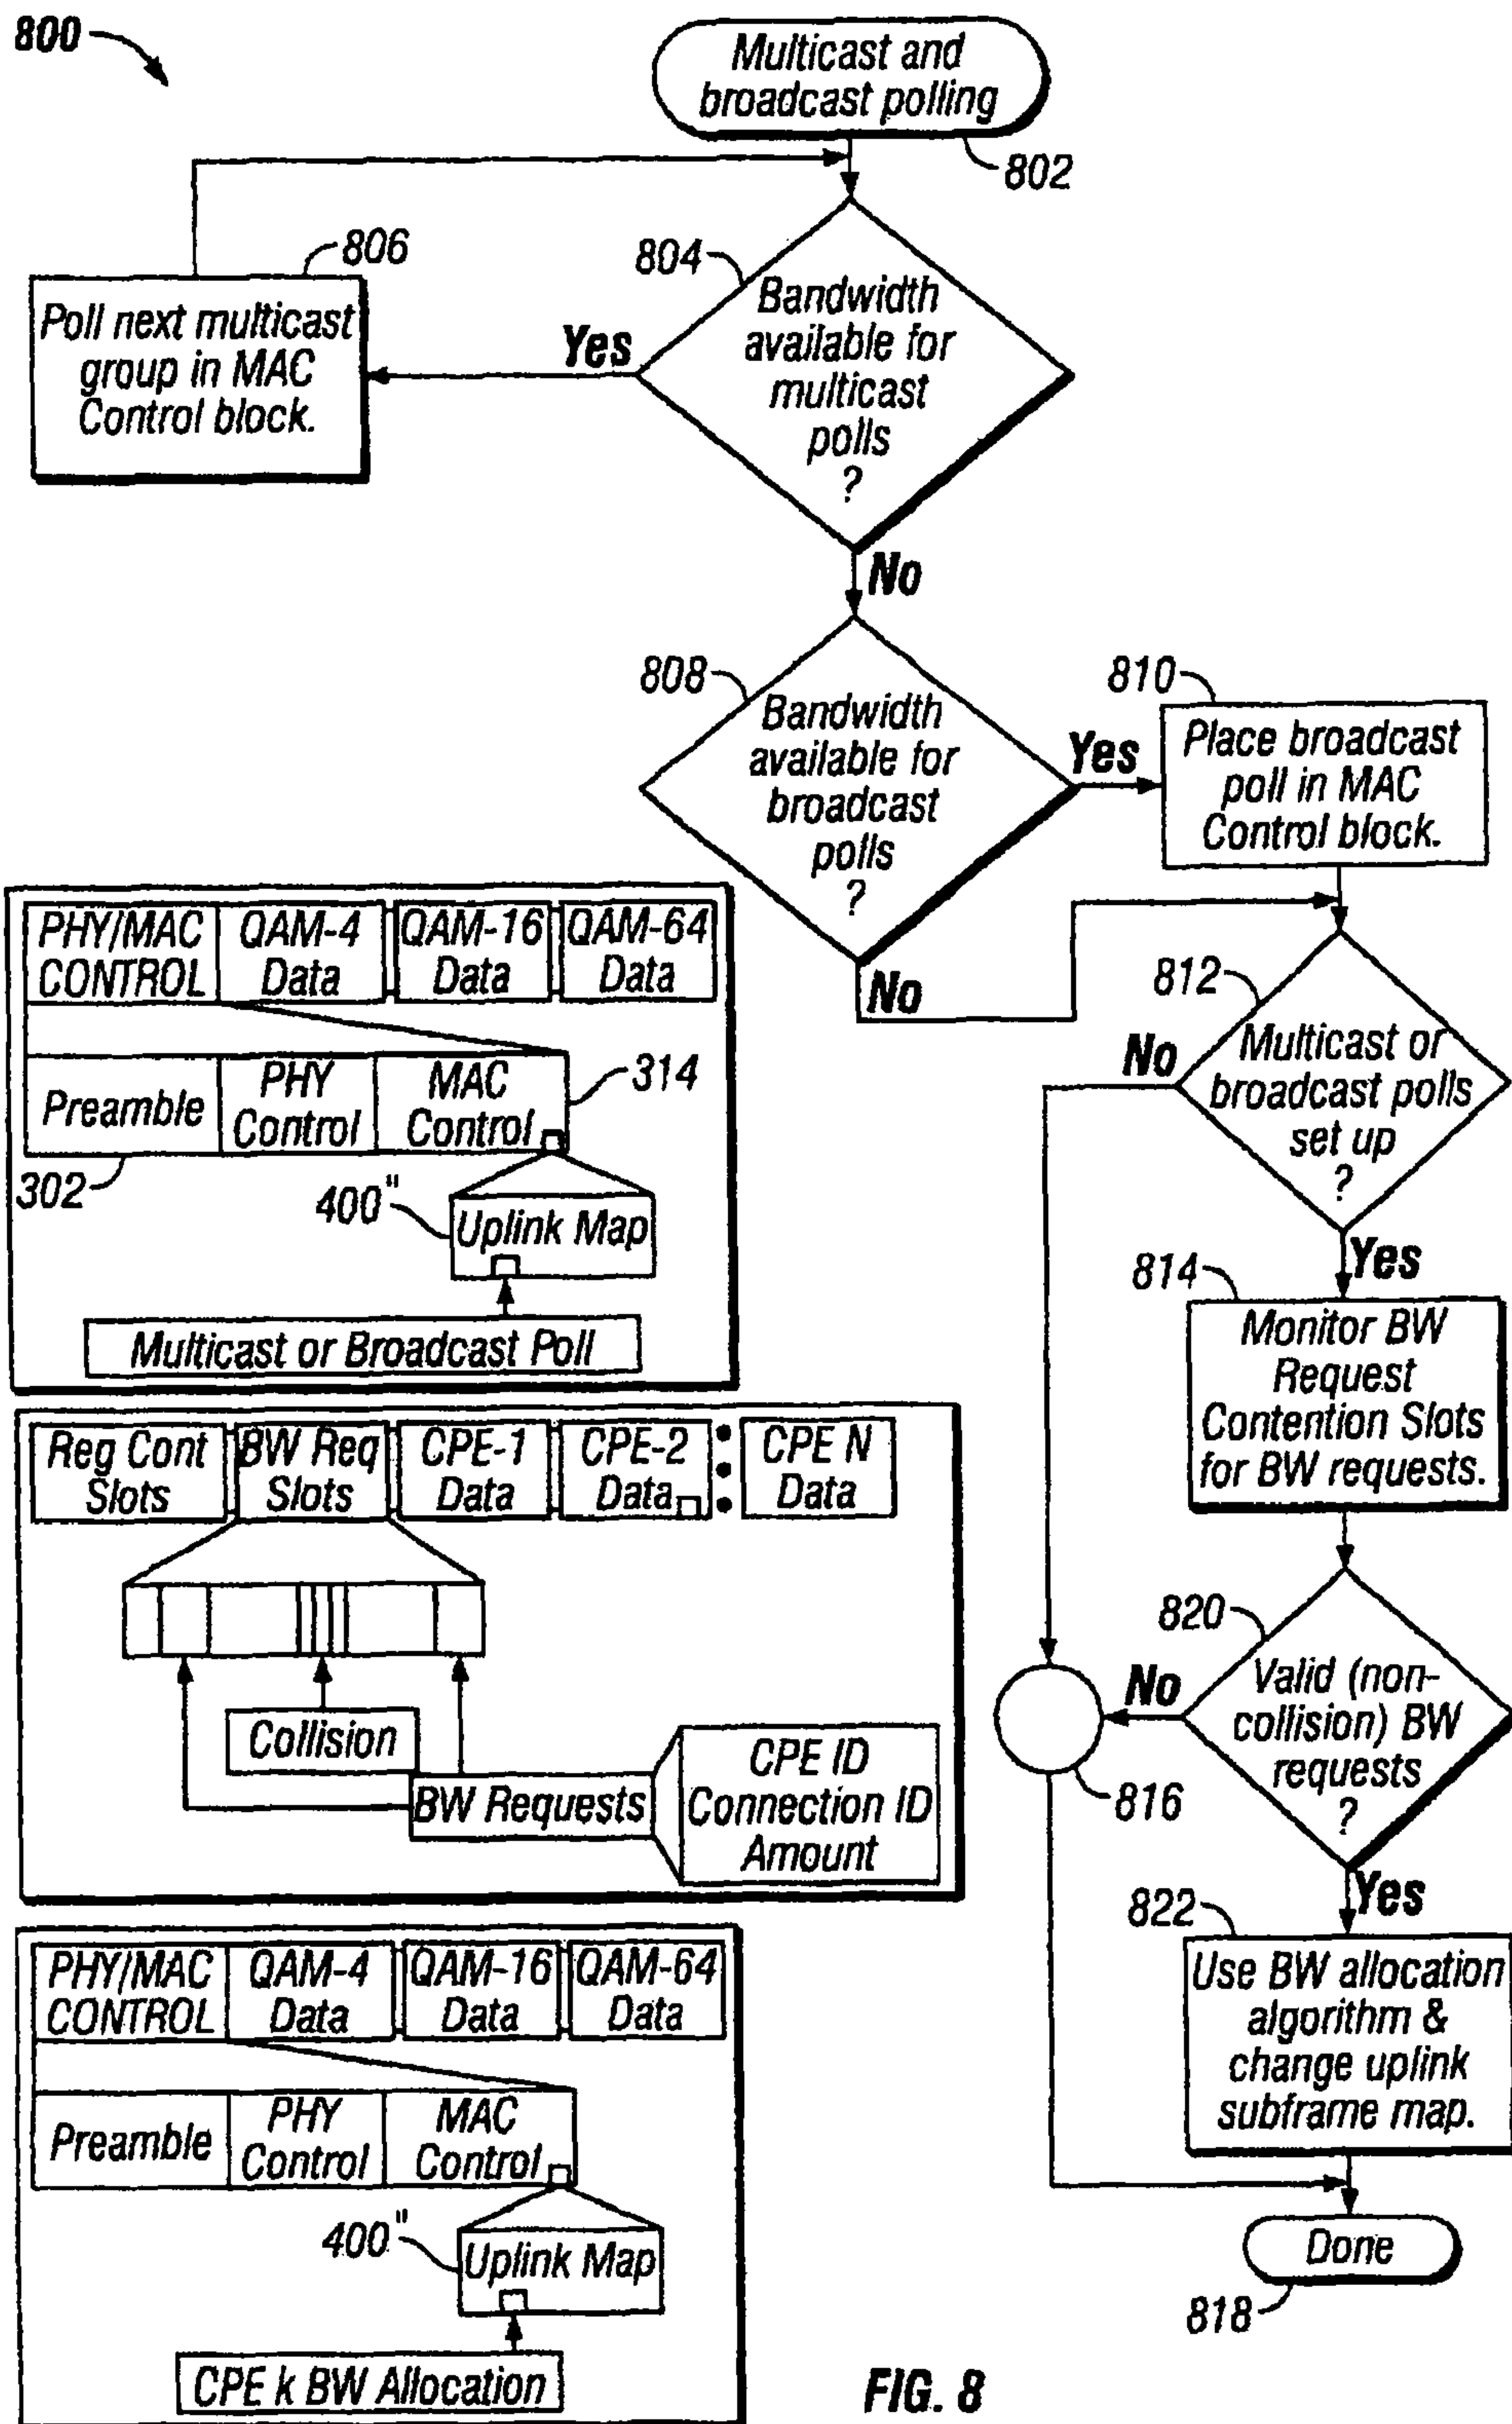 800
Multicast and
broadcast polling
802
806
Poll next multicast
group in MAC
Control block.
804
Bandwidth
available for
multicast
polls
?
Yes
No
808
Bandwidth
available for
broadcast
polls
?
Yes
No
810
Place broadcast
poll in MAC
Control block.
812
Multicast or
broadcast polls
set up
?
No
Yes
814
Monitor BW
Request
Contention Slots
for BW requests.
820
Valid (non-
collision) BW
requests
?
No
816
Yes
822
Use BW allocation
algorithm &
change uplink
subframe map.
Done
818
PHY/MAC
CONTROL
QAM-4
Data
QAM-16
Data
QAM-64
Data
Preamble
PHY
Control
MAC
Control
314
302
400"
Uplink Map
Multicast or Broadcast Poll
Reg Cont
Slots
BW Req
Slots
CPE-1
Data
CPE-2
Data
CPE N
Data
Collision
BW Requests
CPE ID
Connection ID
Amount
PHY/MAC
CONTROL
QAM-4
Data
QAM-16
Data
QAM-64
Data
Preamble
PHY
Control
MAC
Control
400"
Uplink Map
CPE k BW Allocation
FIG. 8